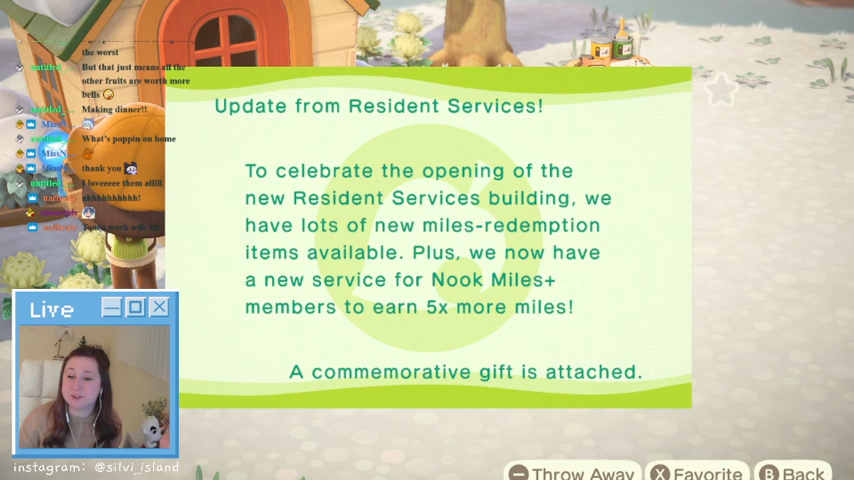 Update from Resident Services!
To celebrate the opening of the
new Resident Services building, we
have lots of new miles-redemption
items available. Plus, we now have
a new service for Nook Miles+
members to earn 5x more miles!
A commemorative gift is attached.
the worst
But that just means all the
other fruits are worth more
bells
Making dinner!!
What's poppin on home
thank you
I loveeeee them allllll
Live
instagram: @silvi_island
Throw Away
X Favorite
B Back